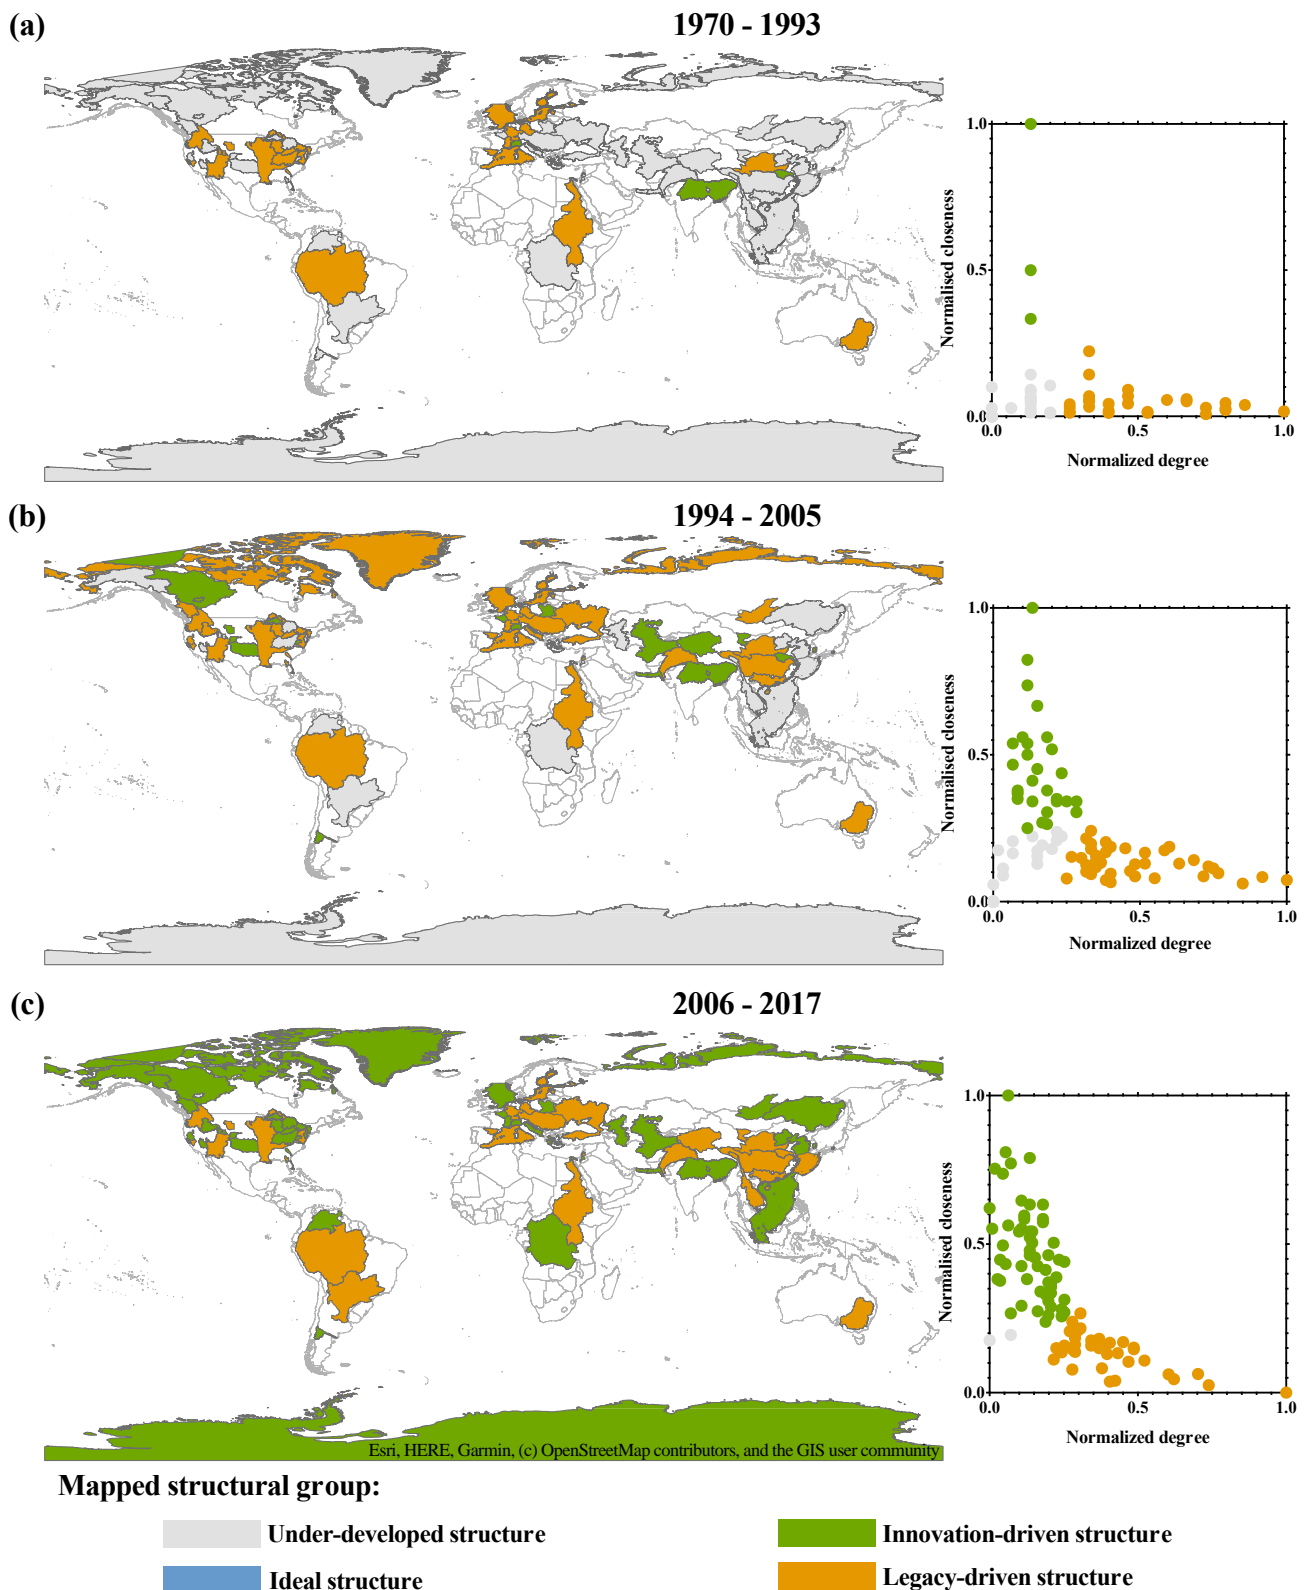 (a)
1970 - 1993
1.0
0.5
0.0
0.0
0.5
1.0
Normalised closeness
Normalized degree
(b)
1994 - 2005
1.0
0.5
0.0
0.0
0.5
1.0
Normalised closeness
Normalized degree
(c)
2006 - 2017
1.0
0.5
0.0
0.0
0.5
1.0
Normalised closeness
Normalized degree
Esri, HERE, Garmin, (c) OpenStreetMap contributors, and the GIS user community
Mapped structural group:
Under-developed structure
Innovation-driven structure
Ideal structure
Legacy-driven structure